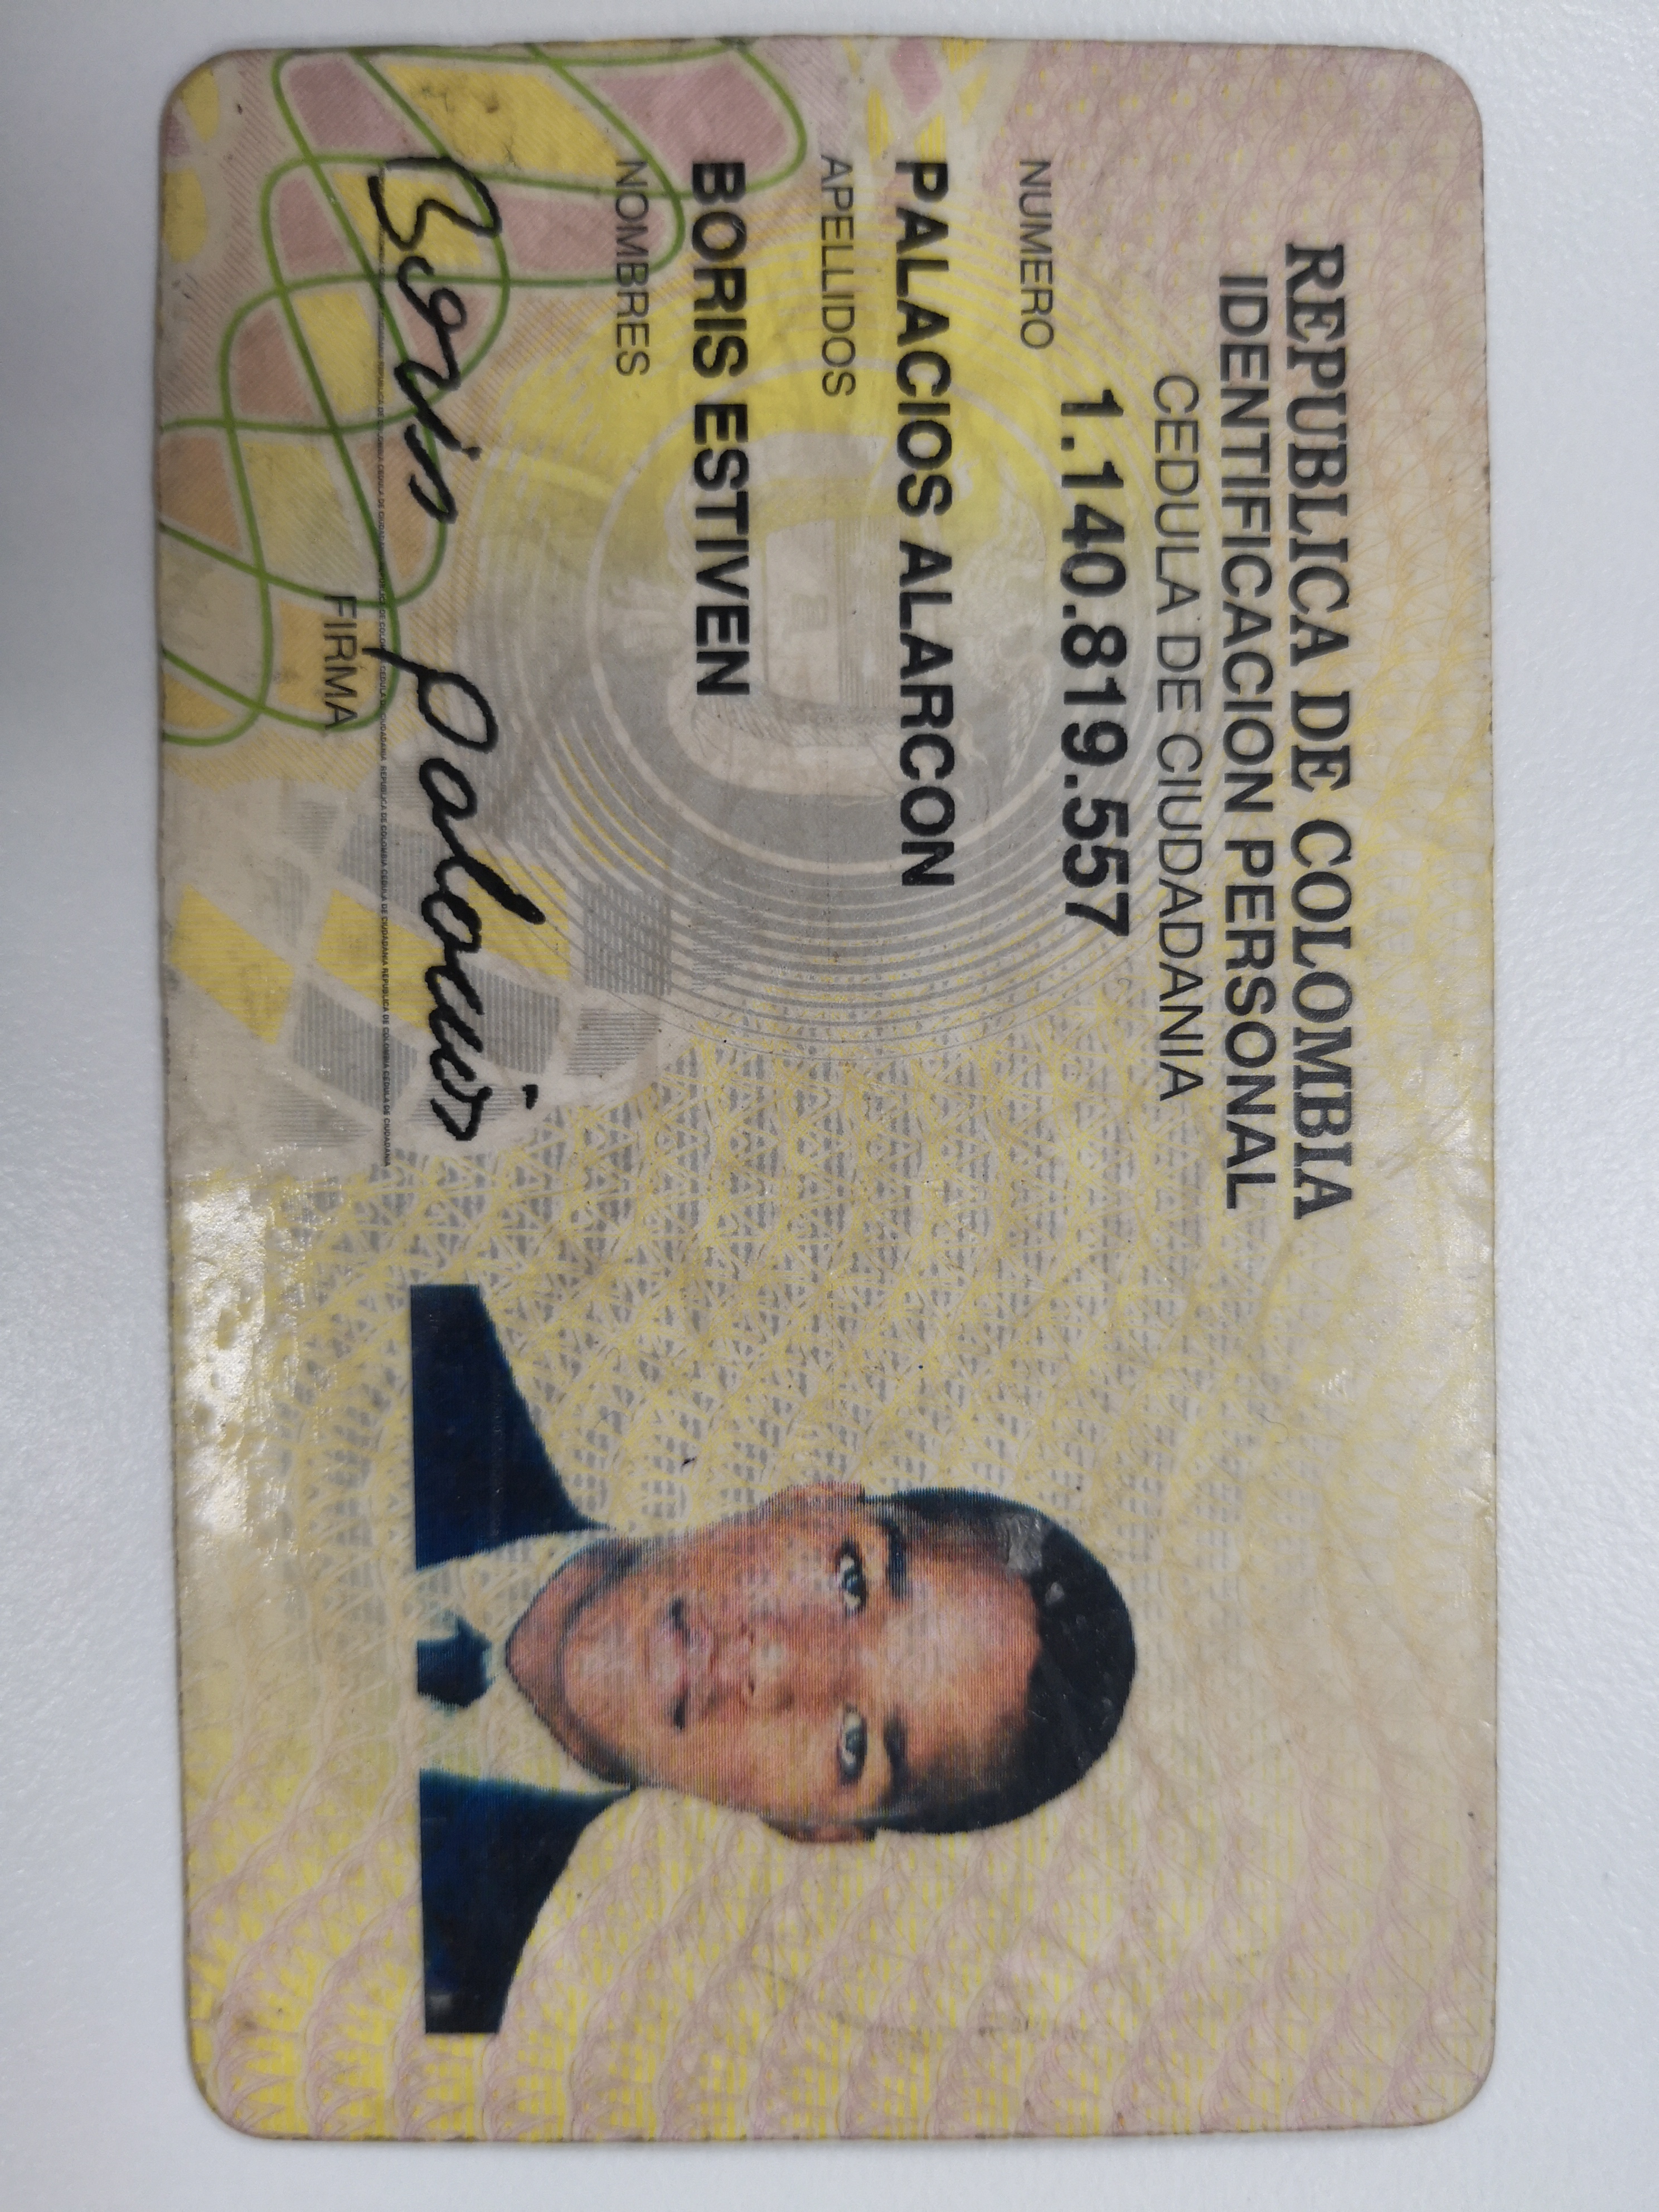 REPUBLICA DE COLOMBIA
IDENTIFICACION PERSONAL
CEDULA DE CIUDADANIA
NUMERO 1.140.819.557
PALACIOS ALARCON
APELLIDOS
BORIS ESTIVEN
NOMBRES
Boris Palacios
FIRMA